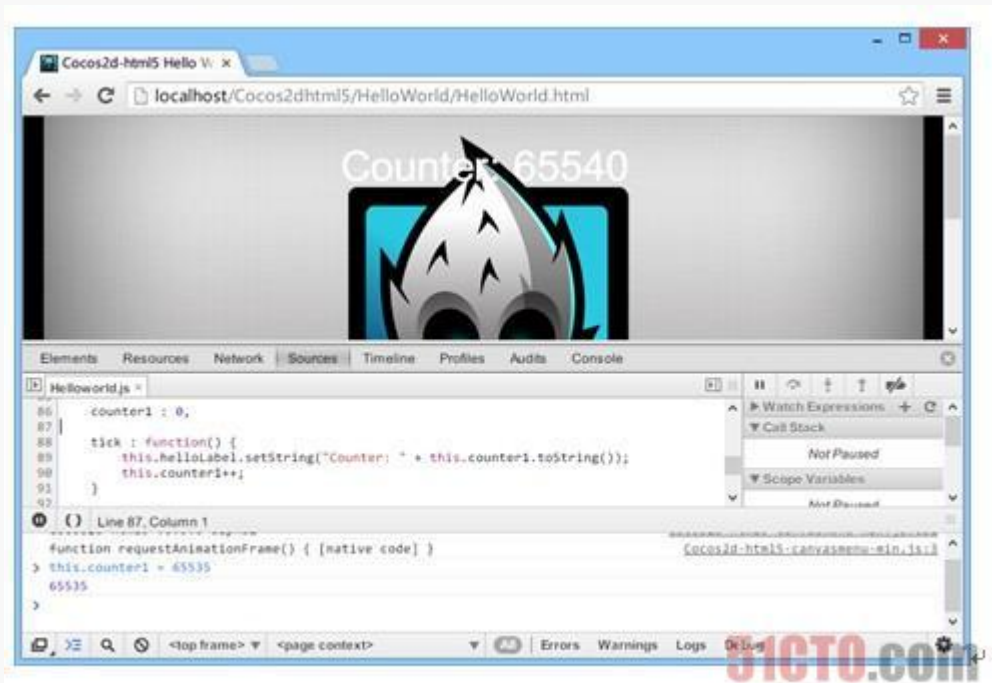 Cocos2d-html5 Hello W
localhost/Cocos2dhtml5/HelloWorld/HelloWorld.html
Counter: 65540
Elements Resources Network Sources Timeline Profiles Audits Console
Helloworld.js
86 counter1 : 0,
87
88 tick : function() {
89 this.helloLabel.setString("Counter: " + this.counter1.toString());
90 this.counter1++;
91 }
92
Watch Expressions
Call Stack
Not Paused
Scope Variables
Not Paused
{} Line 87, Column 1
function requestAnimationFrame() { [native code] }
Cocos2d-html5-canvasmenu-min.js:3
> this.counter1 = 65535
65535
>
<top frame> <page context> All Errors Warnings Logs Debug
51CTO.com